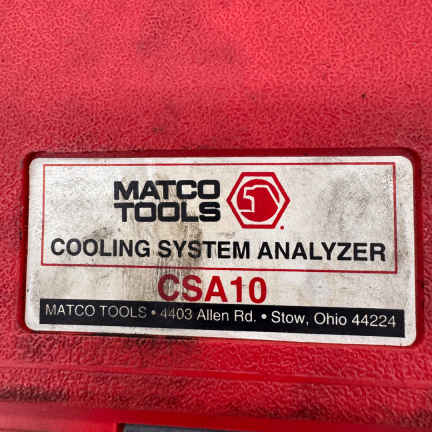 MATCO
TOOLS
COOLING SYSTEM ANALYZER
CSA10
MATCO TOOLS • 4403 Allen Rd. • Stow, Ohio 44224